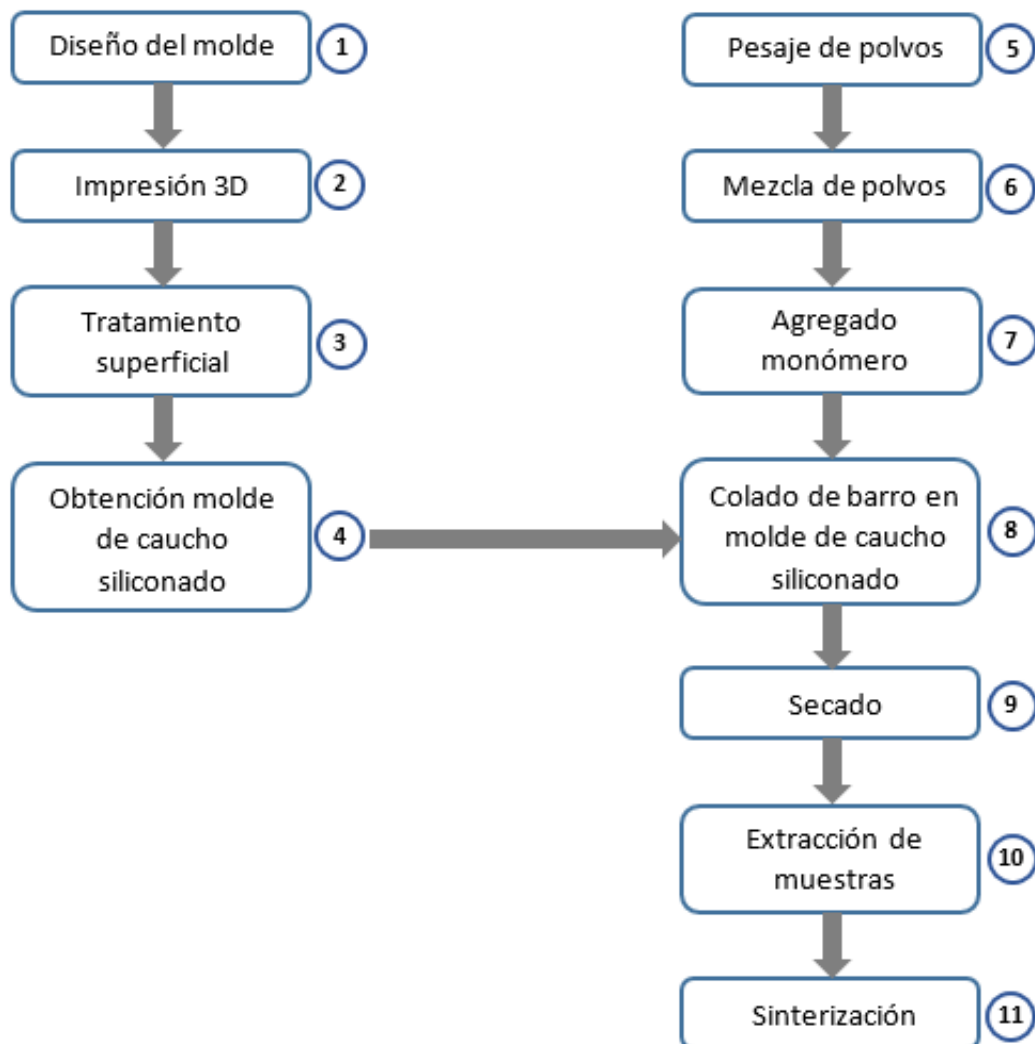 Diseño del molde
1
Impresión 3D
2
Tratamiento
superficial
3
Obtención molde
de caucho
siliconado
4
Pesaje de polvos
5
Mezcla de polvos
6
Agregado
monómero
7
Colado de barro en
molde de caucho
siliconado
8
Secado
9
Extracción de
muestras
10
Sinterización
11